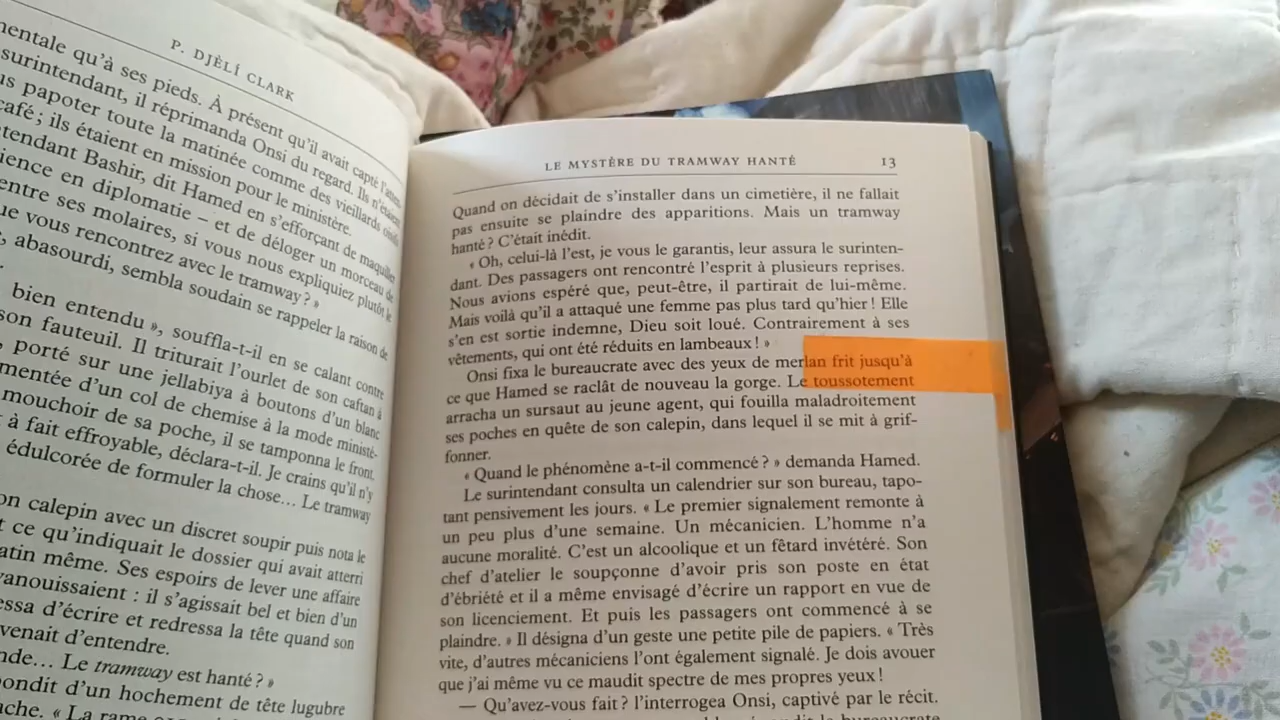 P. DJÈLÍ CLARK
mentale qu'à ses pieds. À présent qu'il avait capté
surintendant, il réprimanda Onsi du regard. Ils n'étaient
papoter toute la matinée comme des vieillards
café ; ils étaient en mission pour le ministère.
Bashir, dit Hamed en s'efforçant de maquiller
en diplomatie – et de déloger un morceau de
entre ses molaires, si vous nous expliquiez plutôt le
que vous rencontrez avec le tramway ? »
abasourdi, sembla soudain se rappeler la raison de
bien entendu », souffla-t-il en se calant contre
son fauteuil. Il triturait l'ourlet de son caftan à
porté sur une jellabiya à boutons d'un blanc
d'un col de chemise à la mode ministé-
mouchoir de sa poche, il se tamponna le front.
à fait effroyable, déclara-t-il. Je crains qu'il n'y
édulcorée de formuler la chose... Le tramway
calepin avec un discret soupir puis nota le
ce qu'indiquait le dossier qui avait atterri
même. Ses espoirs de lever une affaire
: il s'agissait bel et bien d'un
d'écrire et redressa la tête quand son
venait d'entendre.
Le tramway est hanté ? »
d'un hochement de tête lugubre
« La rame
LE MYSTÈRE DU TRAMWAY HANTÉ 13
Quand on décidait de s'installer dans un cimetière, il ne fallait
pas ensuite se plaindre des apparitions. Mais un tramway
hanté ? C'était inédit.
« Oh, celui-là l'est, je vous le garantis, leur assura le surinten-
dant. Des passagers ont rencontré l'esprit à plusieurs reprises.
Nous avions espéré que, peut-être, il partirait de lui-même.
Mais voilà qu'il a attaqué une femme pas plus tard qu'hier ! Elle
s'en est sortie indemne, Dieu soit loué. Contrairement à ses
vêtements, qui ont été réduits en lambeaux ! »
Onsi fixa le bureaucrate avec des yeux de merlan frit jusqu'à
ce que Hamed se raclât de nouveau la gorge. Le toussotement
arracha un sursaut au jeune agent, qui fouilla maladroitement
ses poches en quête de son calepin, dans lequel il se mit à grif-
fonner.
« Quand le phénomène a-t-il commencé ? » demanda Hamed.
Le surintendant consulta un calendrier sur son bureau, tapo-
tant pensivement les jours. « Le premier signalement remonte à
un peu plus d'une semaine. Un mécanicien. L'homme n'a
aucune moralité. C'est un alcoolique et un fêtard invétéré. Son
chef d'atelier le soupçonne d'avoir pris son poste en état
d'ébriété et il a même envisagé d'écrire un rapport en vue de
son licenciement. Et puis les passagers ont commencé à se
plaindre. » Il désigna d'un geste une petite pile de papiers. « Très
vite, d'autres mécaniciens l'ont également signalé. Je dois avouer
que j'ai même vu ce maudit spectre de mes propres yeux !
— Qu'avez-vous fait ? l'interrogea Onsi, captivé par le récit.
bureaucrate